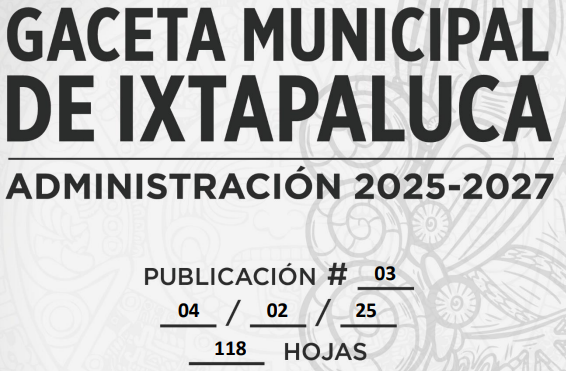 GACETA MUNICIPAL
DE IXTAPALUCA
ADMINISTRACIÓN 2025-2027
PUBLICACIÓN # 03
04 / 02 / 25
118 HOJAS